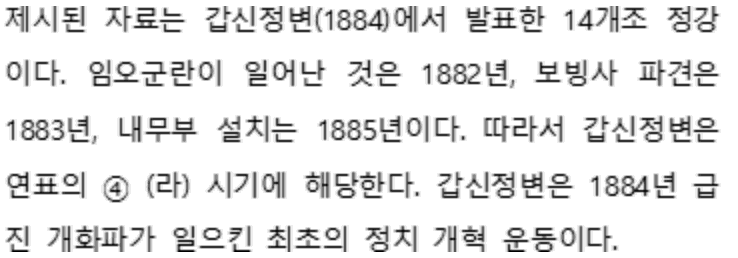 제시된 자료는 갑신정변(1884)에서 발표한 14개조 정강
이다. 임오군란이 일어난 것은 1882년, 보빙사 파견은
1883년, 내무부 설치는 1885년이다. 따라서 갑신정변은
연표의 ④ (라) 시기에 해당한다. 갑신정변은 1884년 급
진 개화파가 일으킨 최초의 정치 개혁 운동이다.